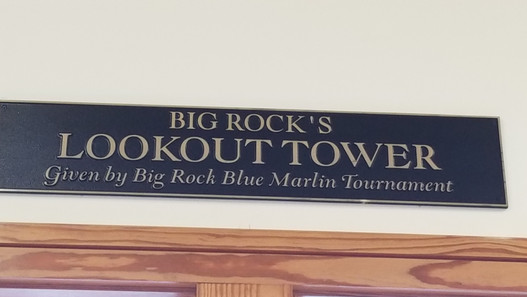 BIG ROCK'S
LOOKOUT TOWER
Given by Big Rock Blue Marlin Tournament